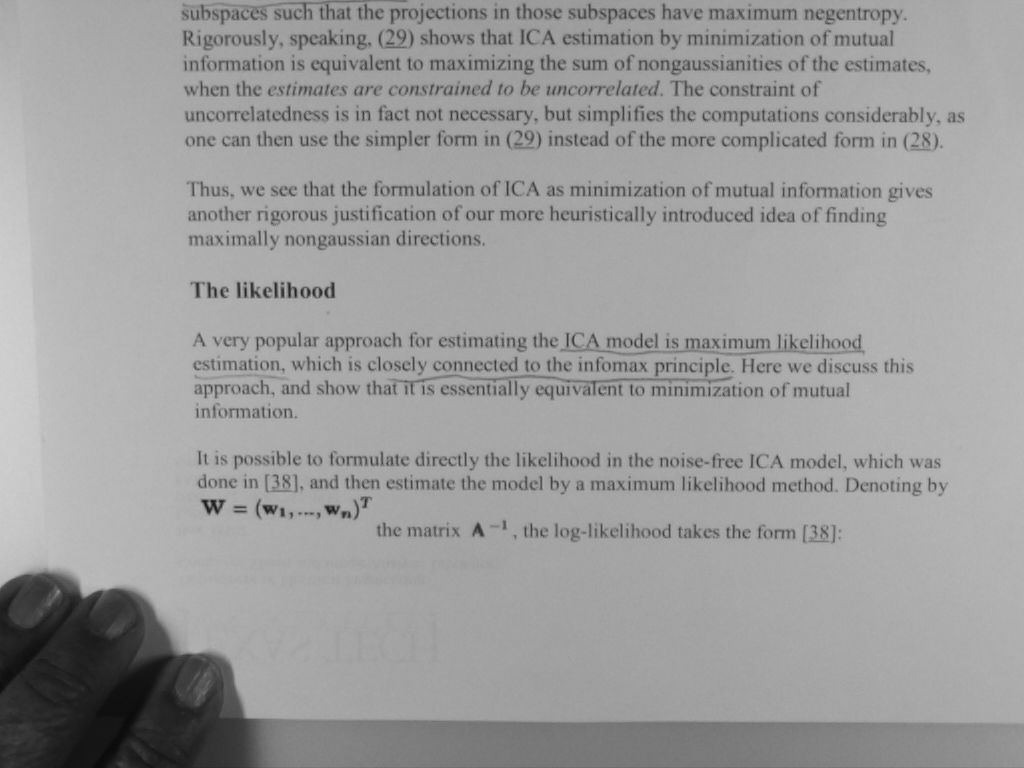 subspaces such that the projections in those subspaces have maximum negentropy.
Rigorously, speaking, (29) shows that ICA estimation by minimization of mutual
information is equivalent to maximizing the sum of nongaussianities of the estimates,
when the estimates are constrained to be uncorrelated. The constraint of
uncorrelatedness is in fact not necessary, but simplifies the computations considerably, as
one can then use the simpler form in (29) instead of the more complicated form in (28).
Thus, we see that the formulation of ICA as minimization of mutual information gives
another rigorous justification of our more heuristically introduced idea of finding
maximally nongaussian directions.
The likelihood
A very popular approach for estimating the ICA model is maximum likelihood
estimation, which is closely connected to the infomax principle. Here we discuss this
approach, and show that it is essentially equivalent to minimization of mutual
information.
It is possible to formulate directly the likelihood in the noise-free ICA model, which was
done in [38], and then estimate the model by a maximum likelihood method. Denoting by
W = (w₁,...,wₙ)ᵀ
the matrix A⁻¹, the log-likelihood takes the form [38]: